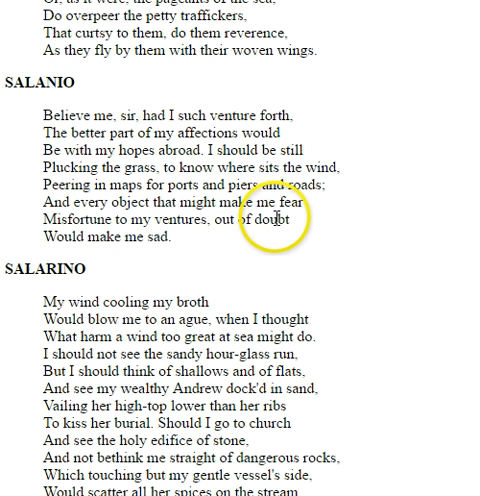 Or, as it were, the pageants of the sea,
Do overpeer the petty traffickers,
That curtsy to them, do them reverence,
As they fly by them with their woven wings.
SALANIO
Believe me, sir, had I such venture forth,
The better part of my affections would
Be with my hopes abroad. I should be still
Plucking the grass, to know where sits the wind,
Peering in maps for ports and piers and roads;
And every object that might make me fear
Misfortune to my ventures, out of doubt
Would make me sad.
SALARINO
My wind cooling my broth
Would blow me to an ague, when I thought
What harm a wind too great at sea might do.
I should not see the sandy hour-glass run,
But I should think of shallows and of flats,
And see my wealthy Andrew dock'd in sand,
Vailing her high-top lower than her ribs
To kiss her burial. Should I go to church
And see the holy edifice of stone,
And not bethink me straight of dangerous rocks,
Which touching but my gentle vessel's side,
Would scatter all her spices on the stream